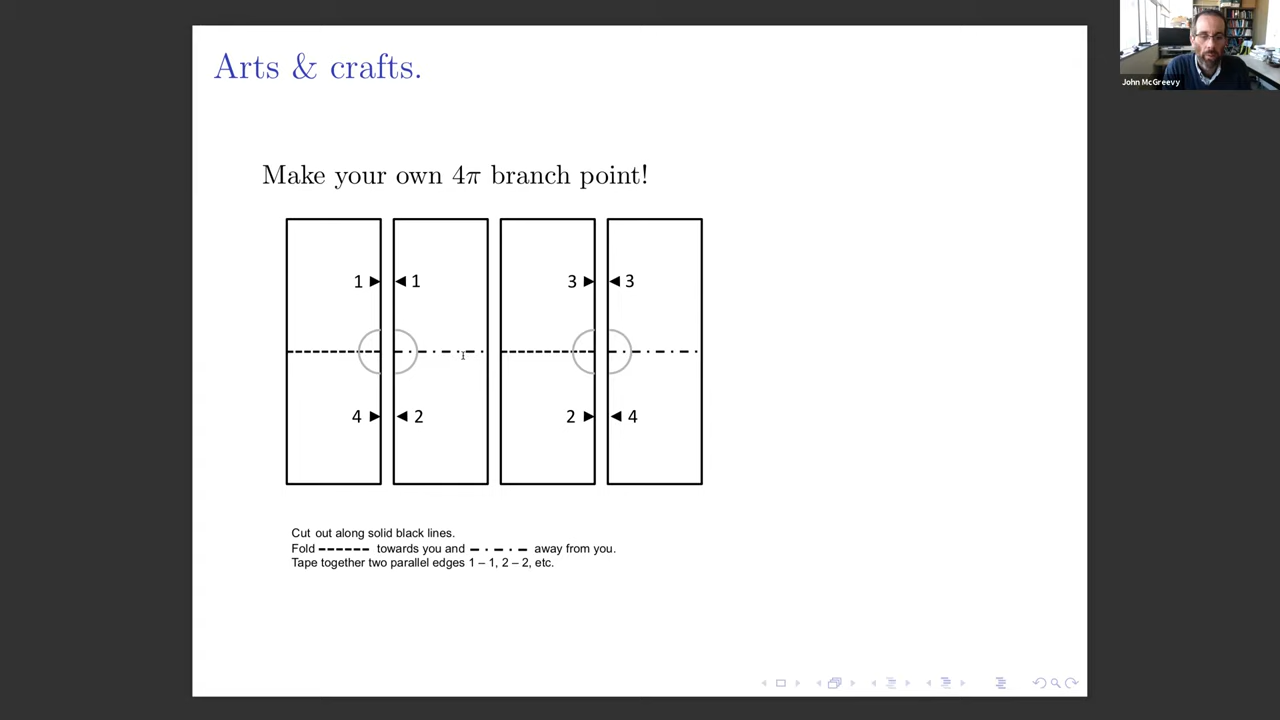 Arts & crafts.
John McGreevy
Make your own 4π branch point!
1 ▶ ◀ 1 3 ▶ ◀ 3
4 ▶ ◀ 2 2 ▶ ◀ 4
Cut out along solid black lines.
Fold ------ towards you and – · – · – away from you.
Tape together two parallel edges 1 – 1, 2 – 2, etc.